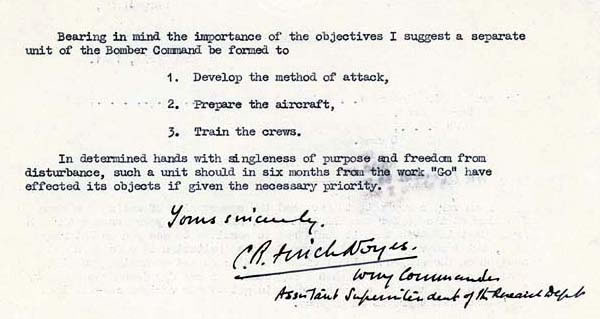 Bearing in mind the importance of the objectives I suggest a separate
unit of the Bomber Command be formed to
1. Develop the method of attack,
2. Prepare the aircraft,
3. Train the crews.
In determined hands with singleness of purpose and freedom from
disturbance, such a unit should in six months from the work "Go" have
effected its objects if given the necessary priority.
Yours sincerely.
C.R. Finch Noyes.
Wing Commander
Assistant Superintendent of the Research Dept